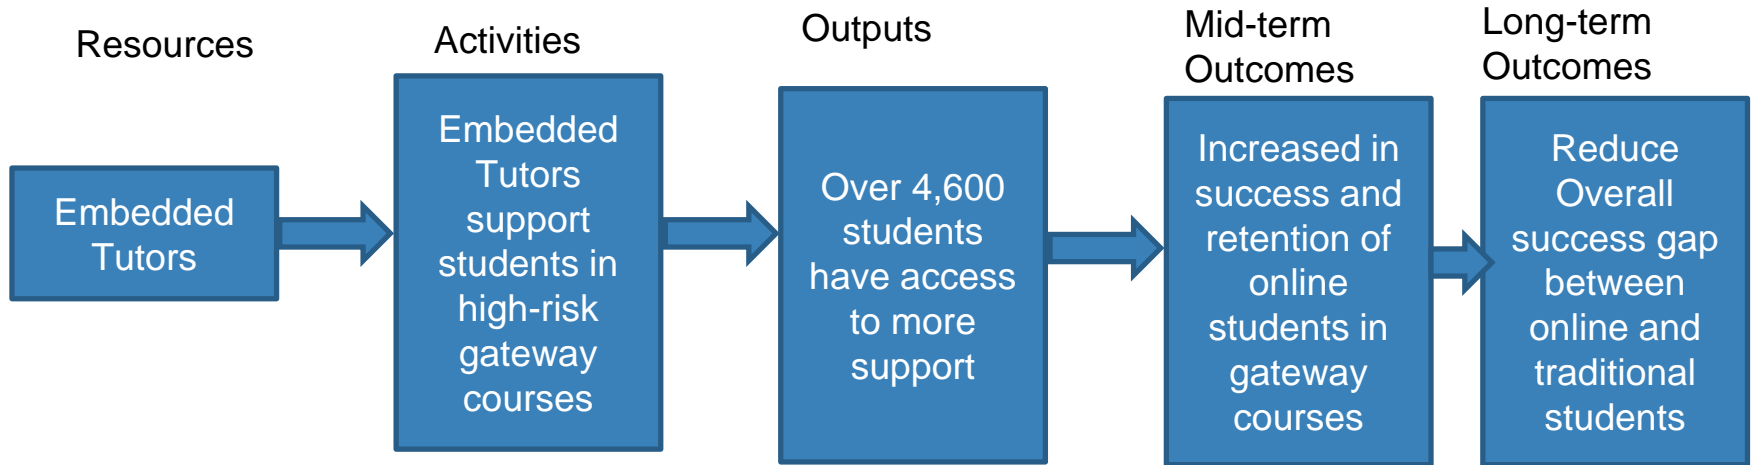 Resources
Embedded
Tutors
Activities
Embedded
Tutors
support
students in
high-risk
gateway
courses
Outputs
Over 4,600
students
have access
to more
support
Mid-term
Outcomes
Increased in
success and
retention of
online
students in
gateway
courses
Long-term
Outcomes
Reduce
Overall
success gap
between
online and
traditional
students